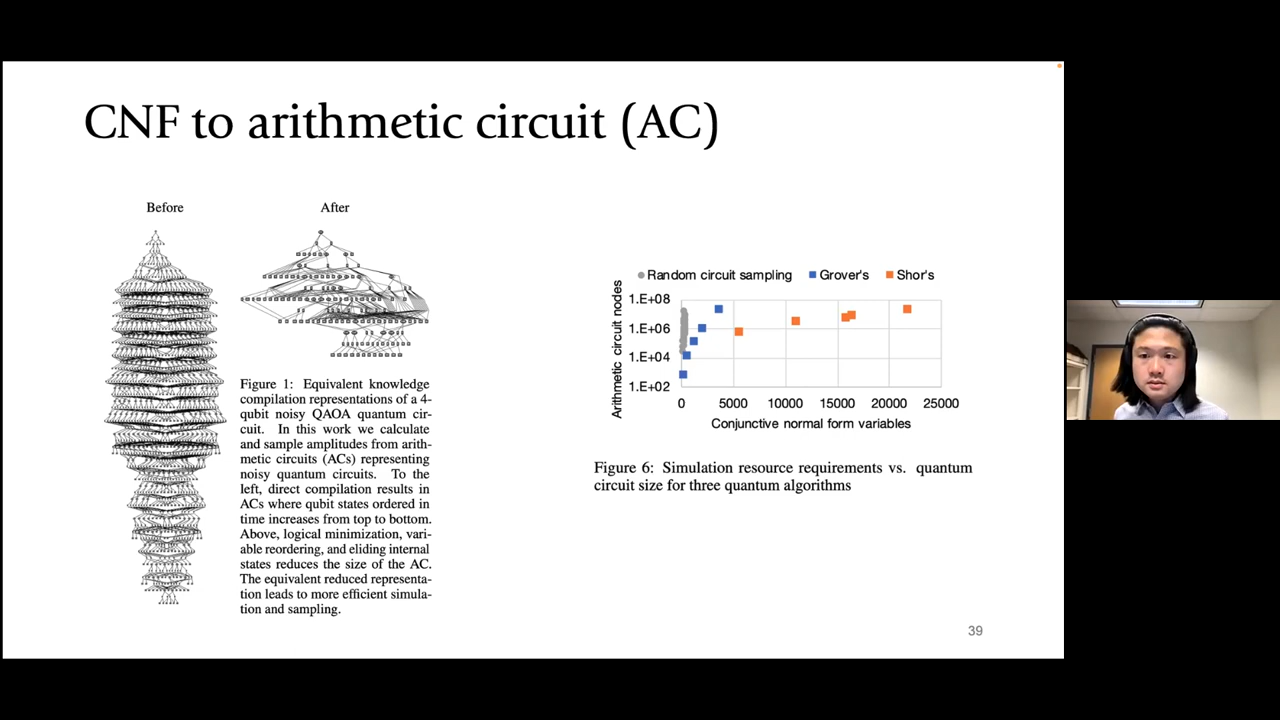 CNF to arithmetic circuit (AC)
Before
After
Figure 1: Equivalent knowledge
compilation representations of a 4-
qubit noisy QAOA quantum cir-
cuit. In this work we calculate
and sample amplitudes from arith-
metic circuits (ACs) representing
noisy quantum circuits. To the
left, direct compilation results in
ACs where qubit states ordered in
time increases from top to bottom.
Above, logical minimization, vari-
able reordering, and eliding internal
states reduces the size of the AC.
The equivalent reduced representa-
tion leads to more efficient simula-
tion and sampling.
Random circuit sampling
Grover's
Shor's
Arithmetic circuit nodes
1.E+08
1.E+06
1.E+04
1.E+02
0
5000
10000
15000
20000
25000
Conjunctive normal form variables
Figure 6: Simulation resource requirements vs. quantum
circuit size for three quantum algorithms
39